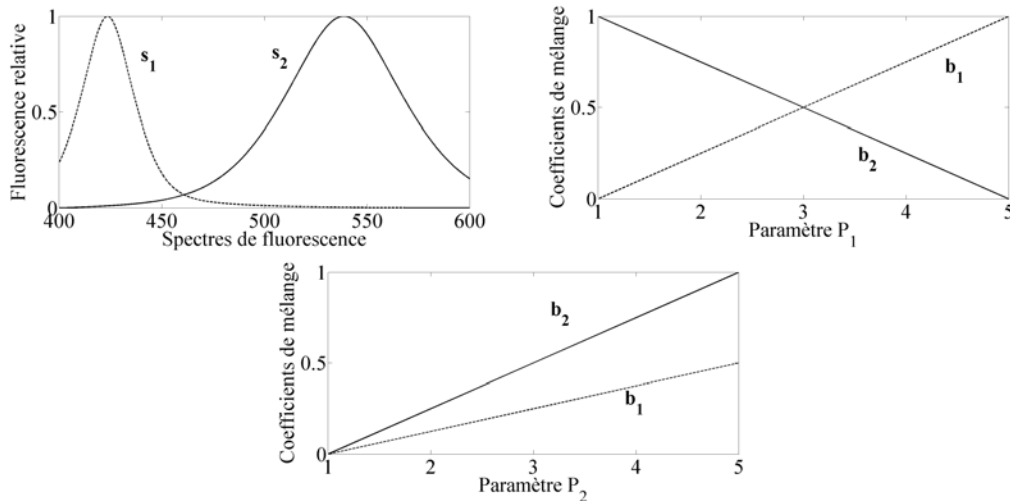 Fluorescence relative
1
0.5
0
s1
s2
400
450
500
550
600
Spectres de fluorescence
Coefficients de mélange
1
0.5
0
b1
b2
1
2
3
4
5
Paramètre P1
Coefficients de mélange
1
0.5
0
b2
b1
1
2
3
4
5
Paramètre P2